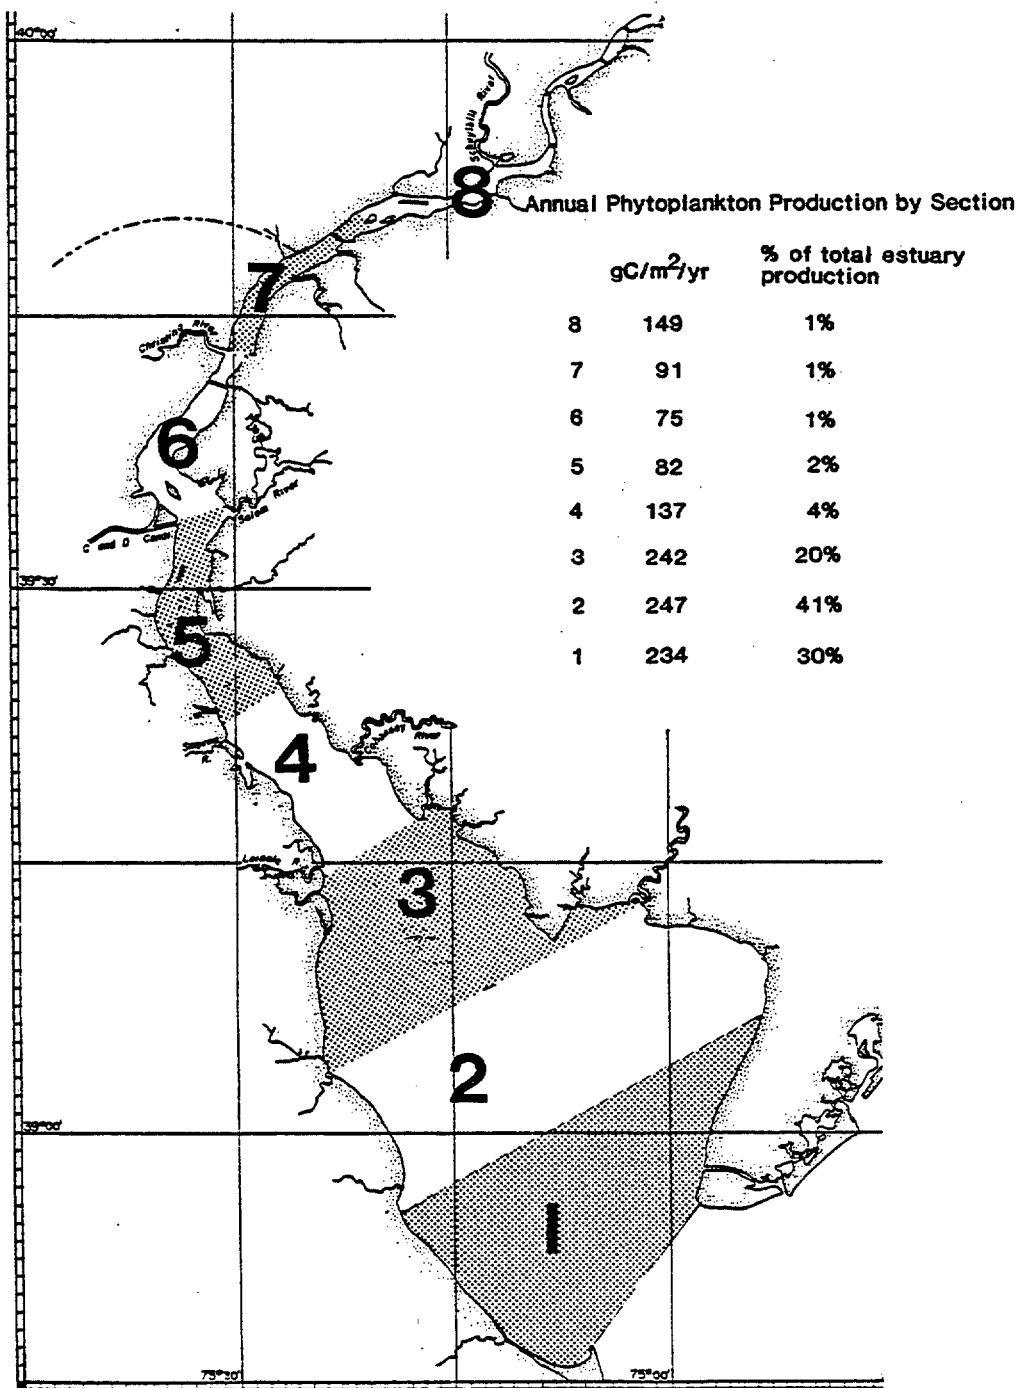 40°00'
Schuylkill River
8
Annual Phytoplankton Production by Section
gC/m²/yr
% of total estuary
production
8 149 1%
7 91 1%
6 75 1%
5 82 2%
4 137 4%
3 242 20%
2 247 41%
1 234 30%
7
Christina River
6
Salem River
C and D Canal
39°30'
5
Cohansey River
4
R.
Leipsic R.
3
2
39°00'
1
75°30'
75°00'